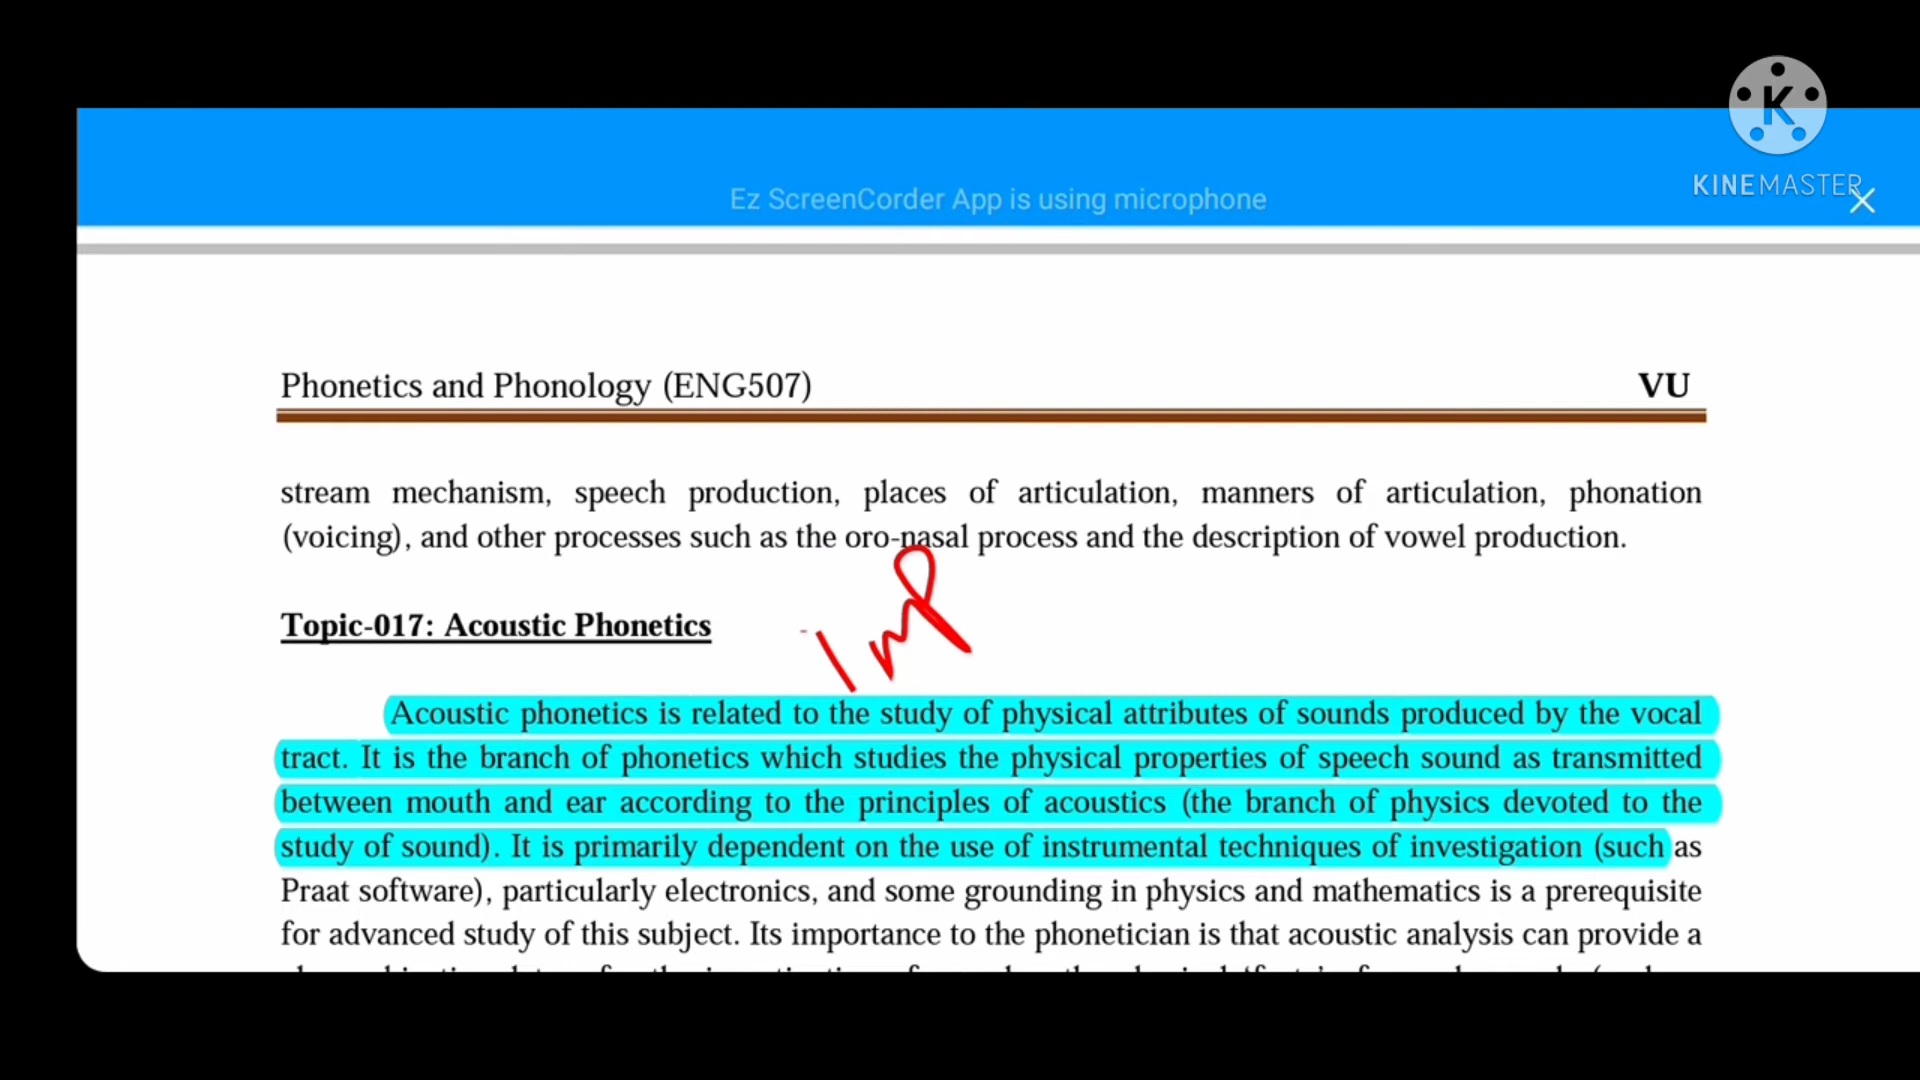 K
KINEMASTER
Ez ScreenCorder App is using microphone
Phonetics and Phonology (ENG507) VU
stream mechanism, speech production, places of articulation, manners of articulation, phonation
(voicing), and other processes such as the oro-nasal process and the description of vowel production.
Imp
Topic-017: Acoustic Phonetics
Acoustic phonetics is related to the study of physical attributes of sounds produced by the vocal
tract. It is the branch of phonetics which studies the physical properties of speech sound as transmitted
between mouth and ear according to the principles of acoustics (the branch of physics devoted to the
study of sound). It is primarily dependent on the use of instrumental techniques of investigation (such as
Praat software), particularly electronics, and some grounding in physics and mathematics is a prerequisite
for advanced study of this subject. Its importance to the phonetician is that acoustic analysis can provide a